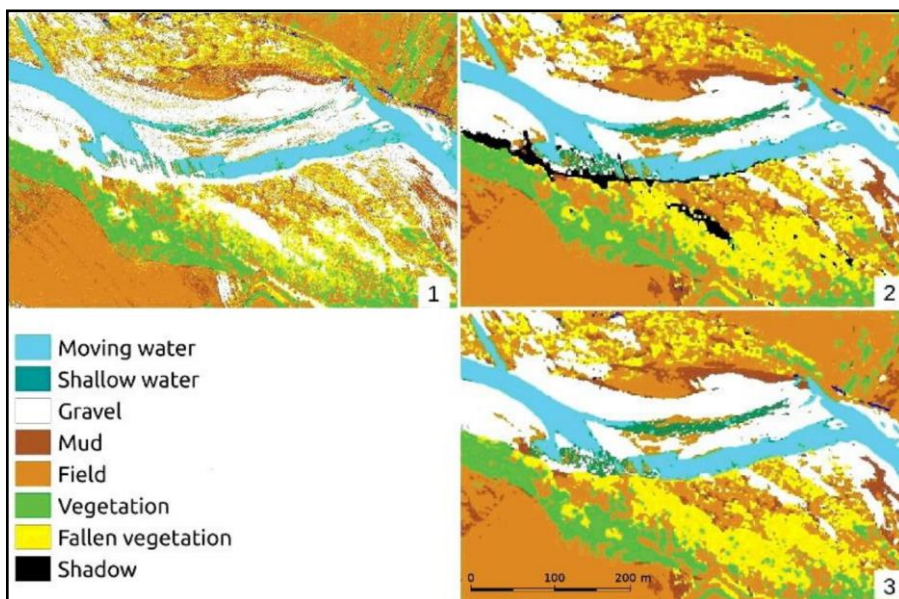 1
2
Moving water
Shallow water
Gravel
Mud
Field
Vegetation
Fallen vegetation
Shadow
0 100 200 m
3